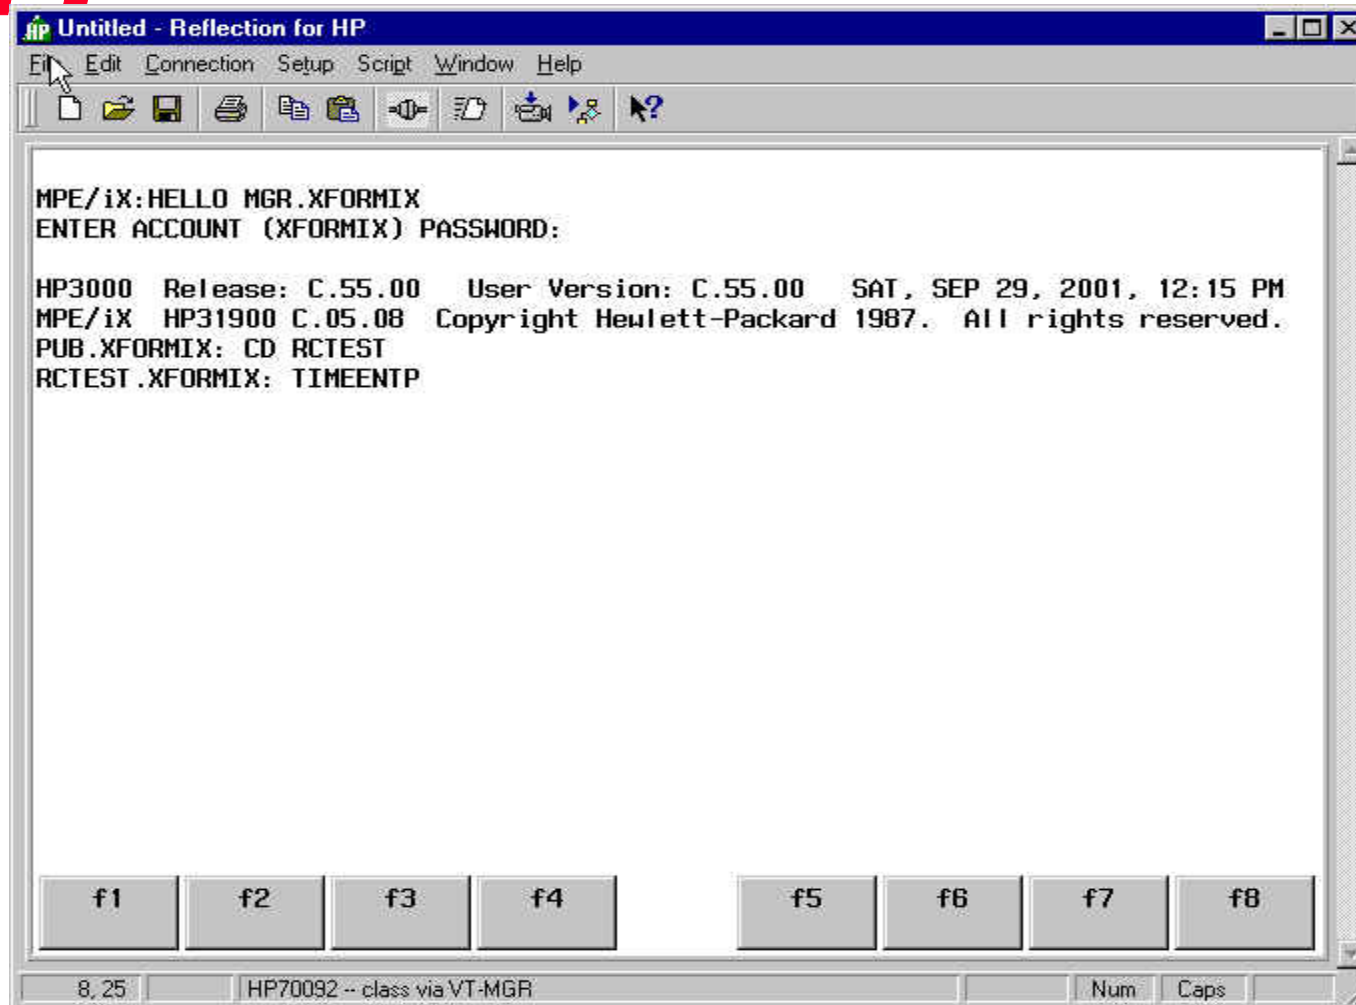 Untitled - Reflection for HP
File Edit Connection Setup Script Window Help
MPE/iX:HELLO MGR.XFORMIX
ENTER ACCOUNT (XFORMIX) PASSWORD:
HP3000  Release: C.55.00   User Version: C.55.00   SAT, SEP 29, 2001, 12:15 PM
MPE/iX  HP31900 C.05.08  Copyright Hewlett-Packard 1987.  All rights reserved.
PUB.XFORMIX: CD RCTEST
RCTEST.XFORMIX: TIMEENTP
f1 f2 f3 f4 f5 f6 f7 f8
8, 25 HP70092 -- class via VT-MGR Num Caps